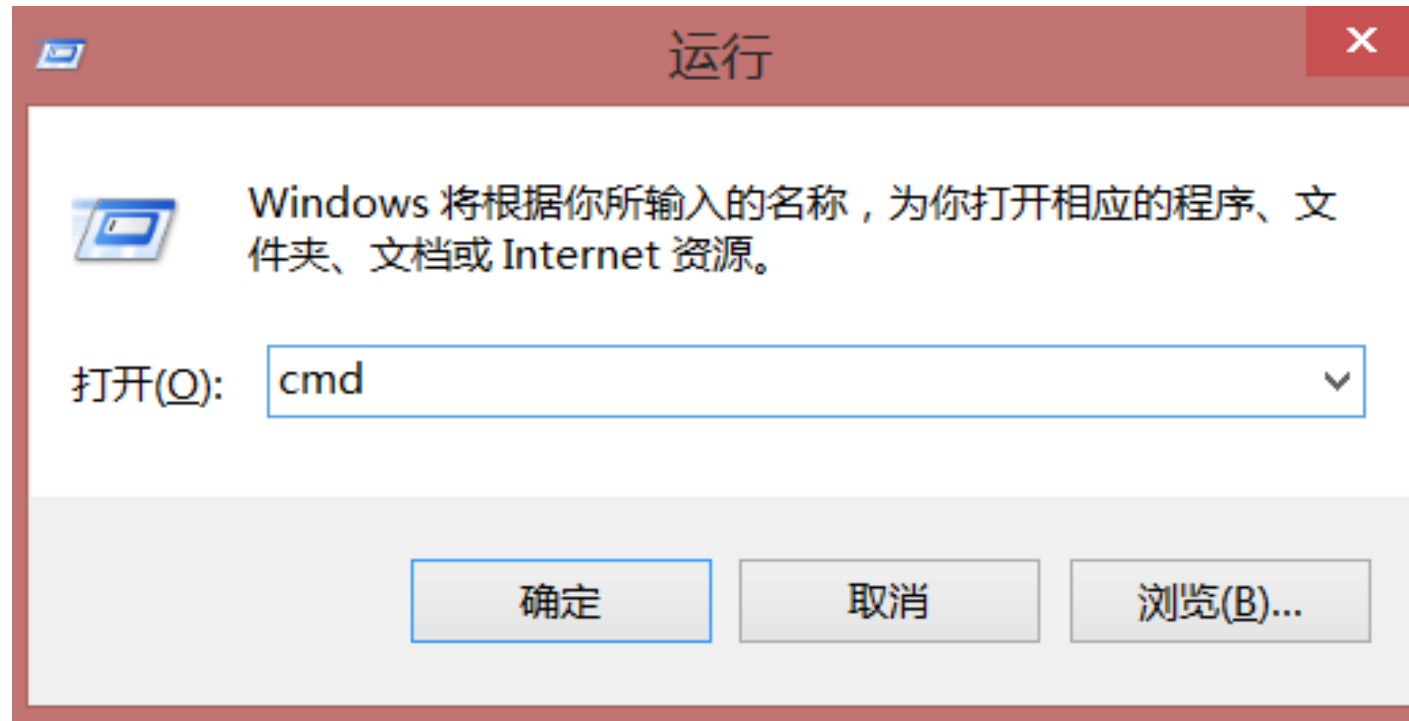 运行
Windows 将根据你所输入的名称，为你打开相应的程序、文
件夹、文档或 Internet 资源。
打开(O): cmd
确定 取消 浏览(B)...